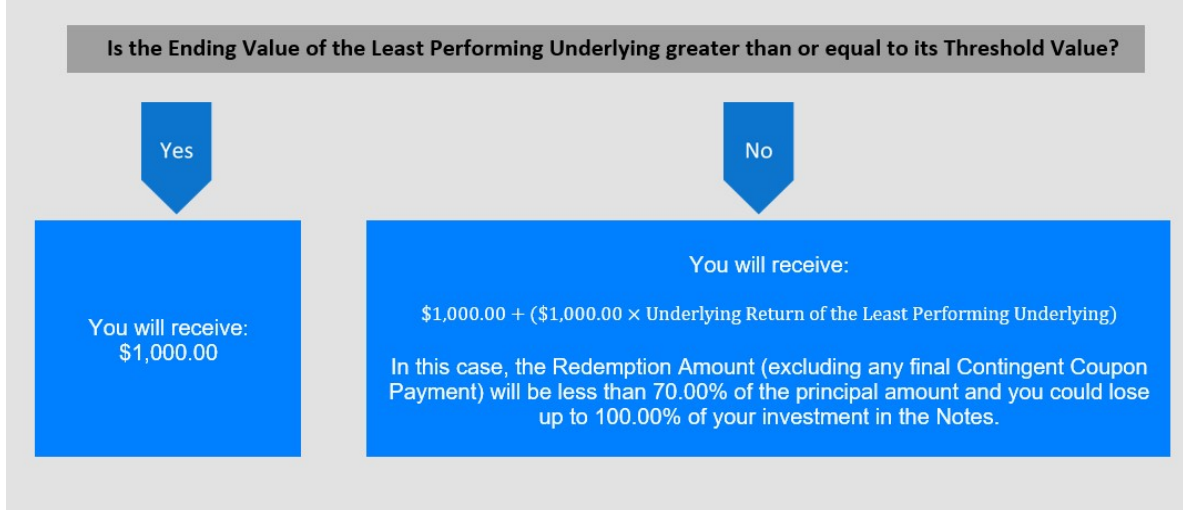 Is the Ending Value of the Least Performing Underlying greater than or equal to its Threshold Value?
Yes
No
You will receive:
$1,000.00
You will receive:
$1,000.00 + ($1,000.00 × Underlying Return of the Least Performing Underlying)
In this case, the Redemption Amount (excluding any final Contingent Coupon
Payment) will be less than 70.00% of the principal amount and you could lose
up to 100.00% of your investment in the Notes.